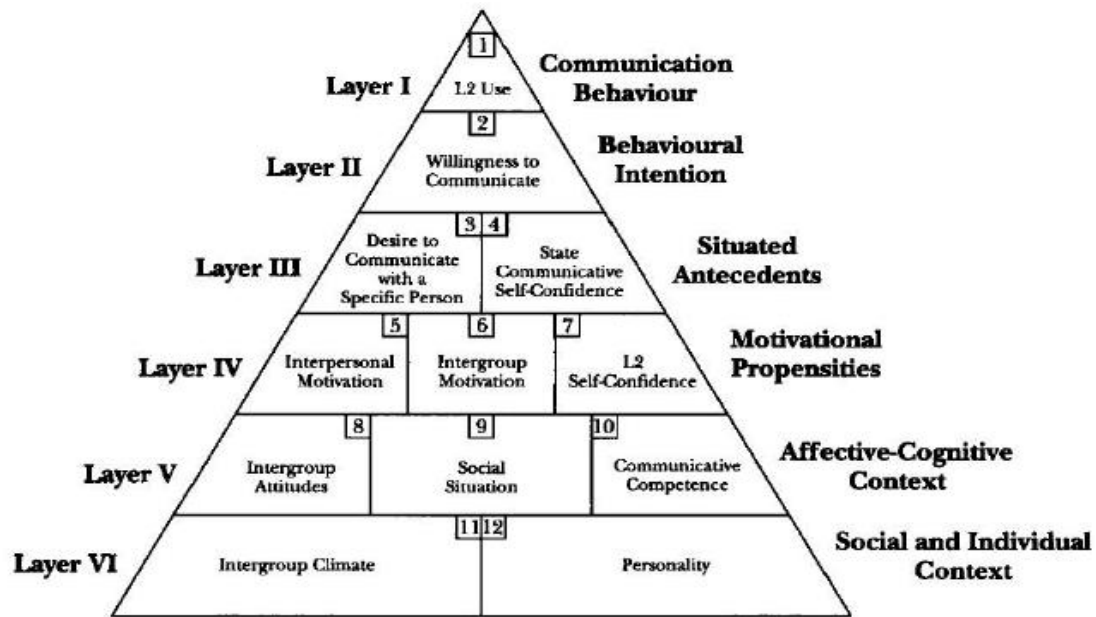 1
Layer I
L2 Use
Communication
Behaviour
2
Layer II
Willingness to
Communicate
Behavioural
Intention
3 4
Layer III
Desire to
Communicate
with a
Specific Person
State
Communicative
Self-Confidence
Situated
Antecedents
5 6 7
Layer IV
Interpersonal
Motivation
Intergroup
Motivation
L2
Self-Confidence
Motivational
Propensities
8 9 10
Layer V
Intergroup
Attitudes
Social
Situation
Communicative
Competence
Affective-Cognitive
Context
11 12
Layer VI
Intergroup Climate
Personality
Social and Individual
Context